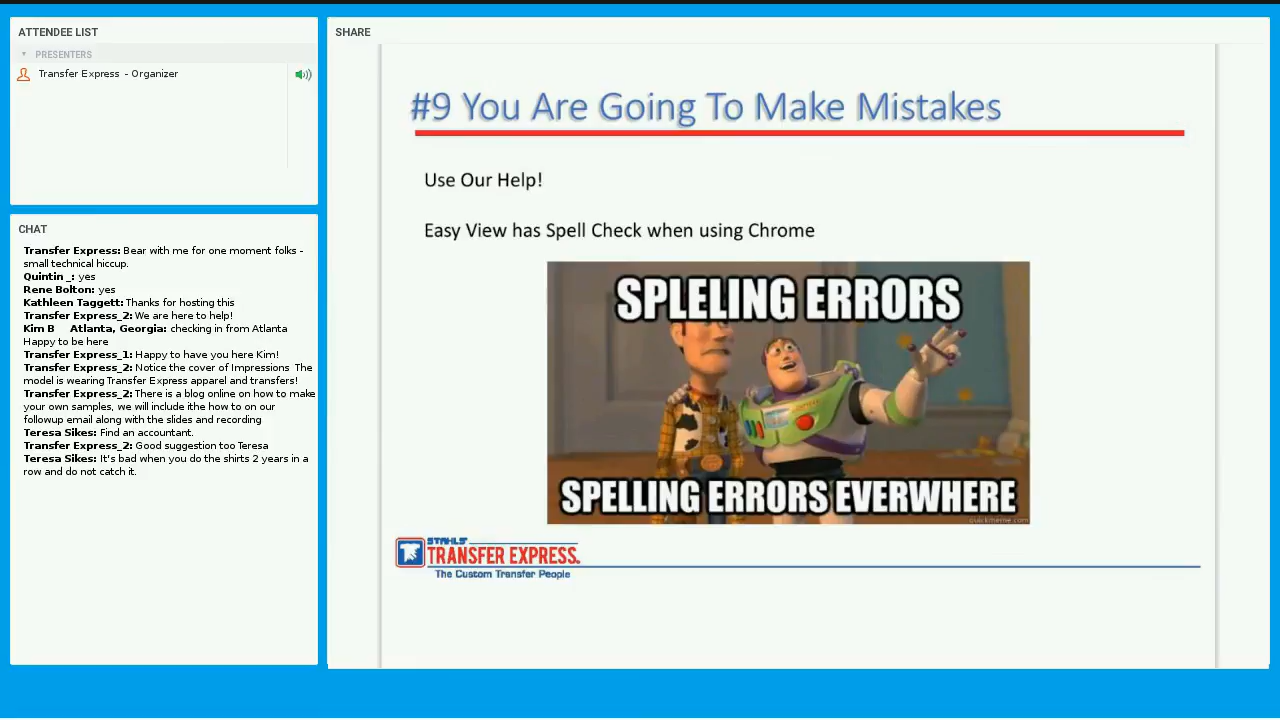 ATTENDEE LIST
PRESENTERS
Transfer Express - Organizer
CHAT
Transfer Express: Bear with me for one moment folks -
small technical hiccup.
Quintin _: yes
Rene Bolton: yes
Kathleen Taggett: Thanks for hosting this
Transfer Express_2: We are here to help!
Kim B    Atlanta, Georgia: checking in from Atlanta
Happy to be here
Transfer Express_1: Happy to have you here Kim!
Transfer Express_2: Notice the cover of Impressions  The
model is wearing Transfer Express apparel and transfers!
Transfer Express_2: There is a blog online on how to make
your own samples, we will include ithe how to on our
followup email along with the slides and recording
Teresa Sikes: Find an accountant.
Transfer Express_2: Good suggestion too Teresa
Teresa Sikes: It's bad when you do the shirts 2 years in a
row and do not catch it.
SHARE
#9 You Are Going To Make Mistakes
Use Our Help!
Easy View has Spell Check when using Chrome
SPLELING ERRORS
SPELLING ERRORS EVERWHERE
quickmeme.com
STAHLS'
TRANSFER EXPRESS.
The Custom Transfer People